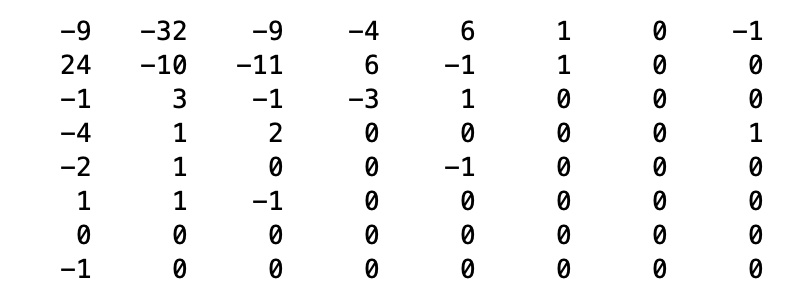 -9 -32 -9 -4 6 1 0 -1
24 -10 -11 6 -1 1 0 0
-1 3 -1 -3 1 0 0 0
-4 1 2 0 0 0 0 1
-2 1 0 0 -1 0 0 0
1 1 -1 0 0 0 0 0
0 0 0 0 0 0 0 0
-1 0 0 0 0 0 0 0